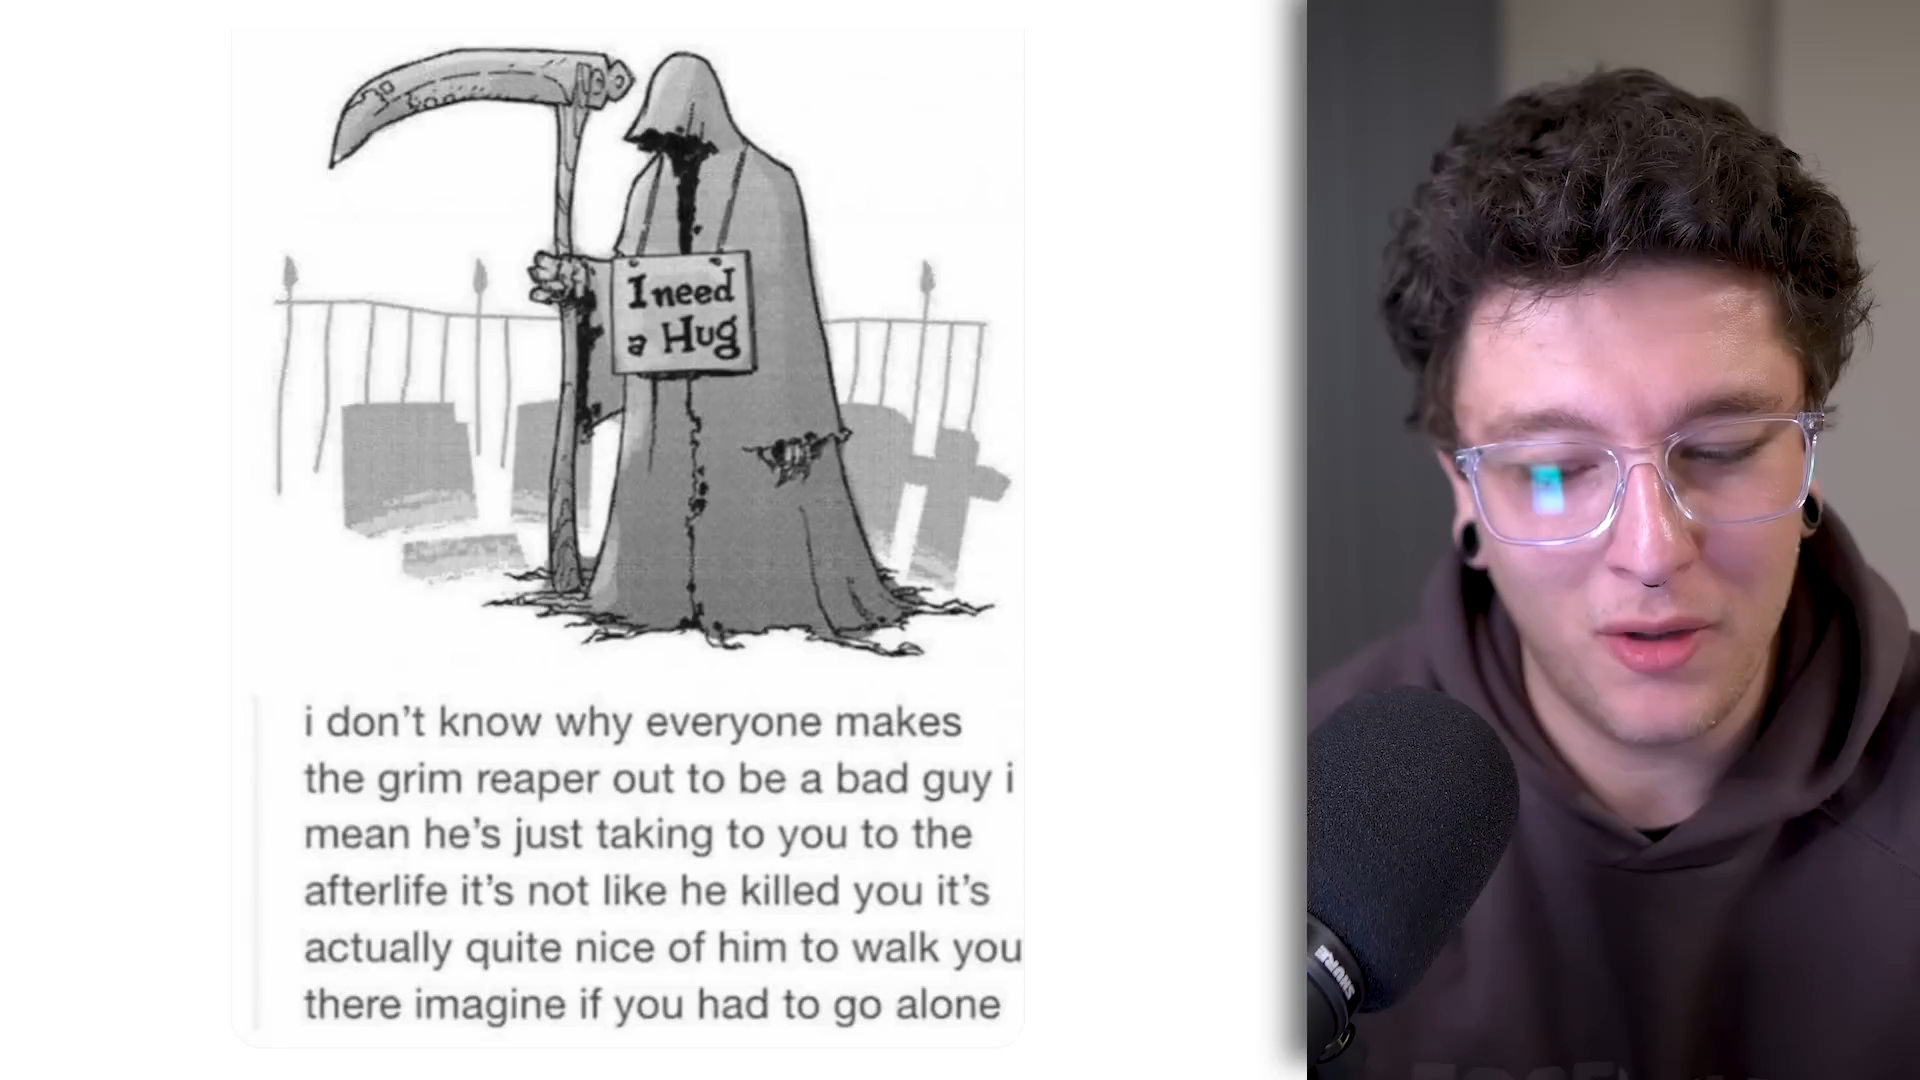 I need
a Hug
i don't know why everyone makes
the grim reaper out to be a bad guy i
mean he's just taking to you to the
afterlife it's not like he killed you it's
actually quite nice of him to walk you
there imagine if you had to go alone
SHURE